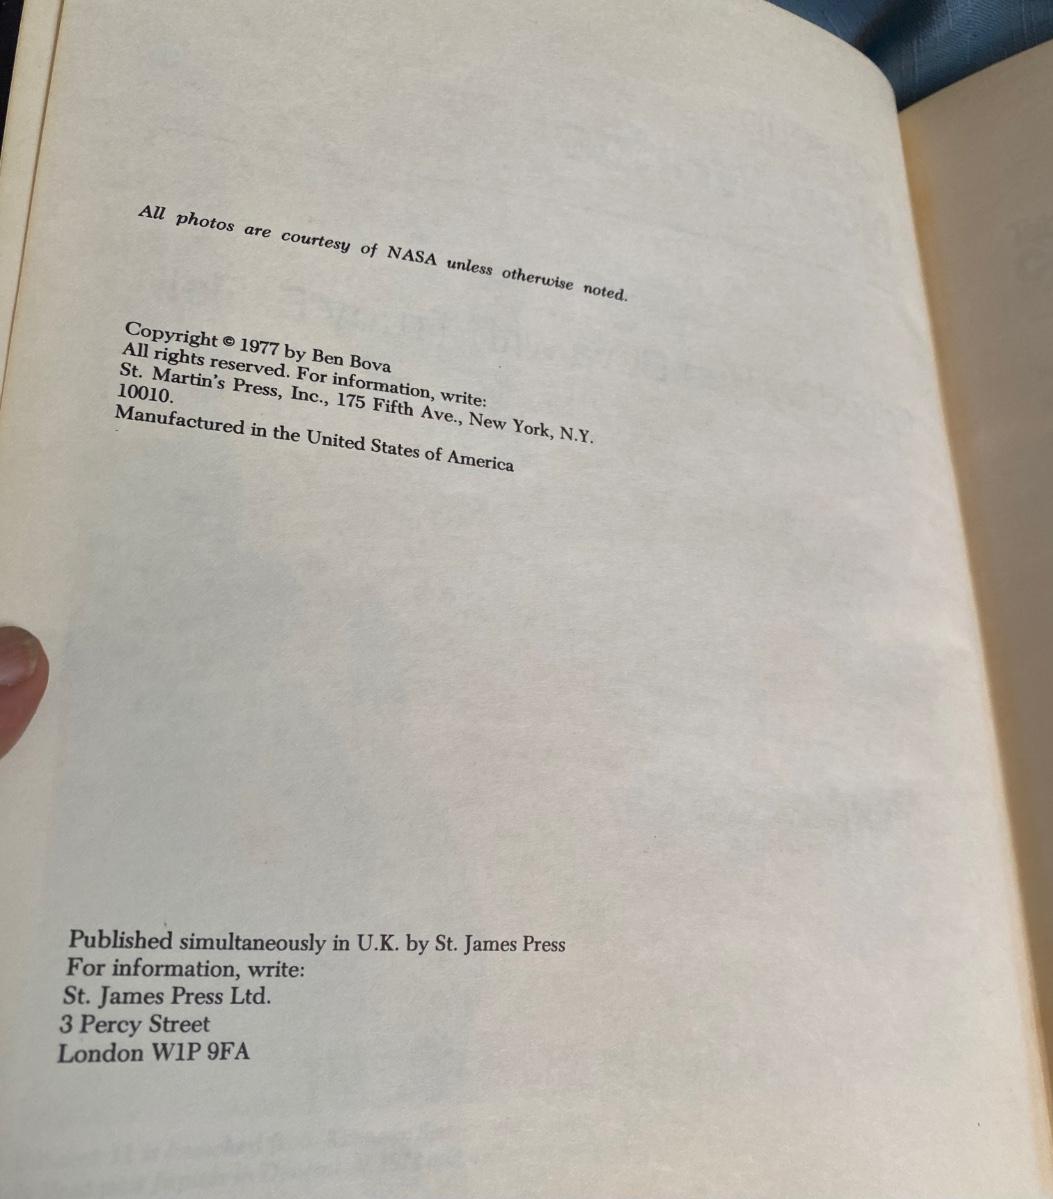 All photos are courtesy of NASA unless otherwise noted.
Copyright © 1977 by Ben Bova
All rights reserved. For information, write:
St. Martin's Press, Inc., 175 Fifth Ave., New York, N.Y.
10010.
Manufactured in the United States of America
Published simultaneously in U.K. by St. James Press
For information, write:
St. James Press Ltd.
3 Percy Street
London W1P 9FA